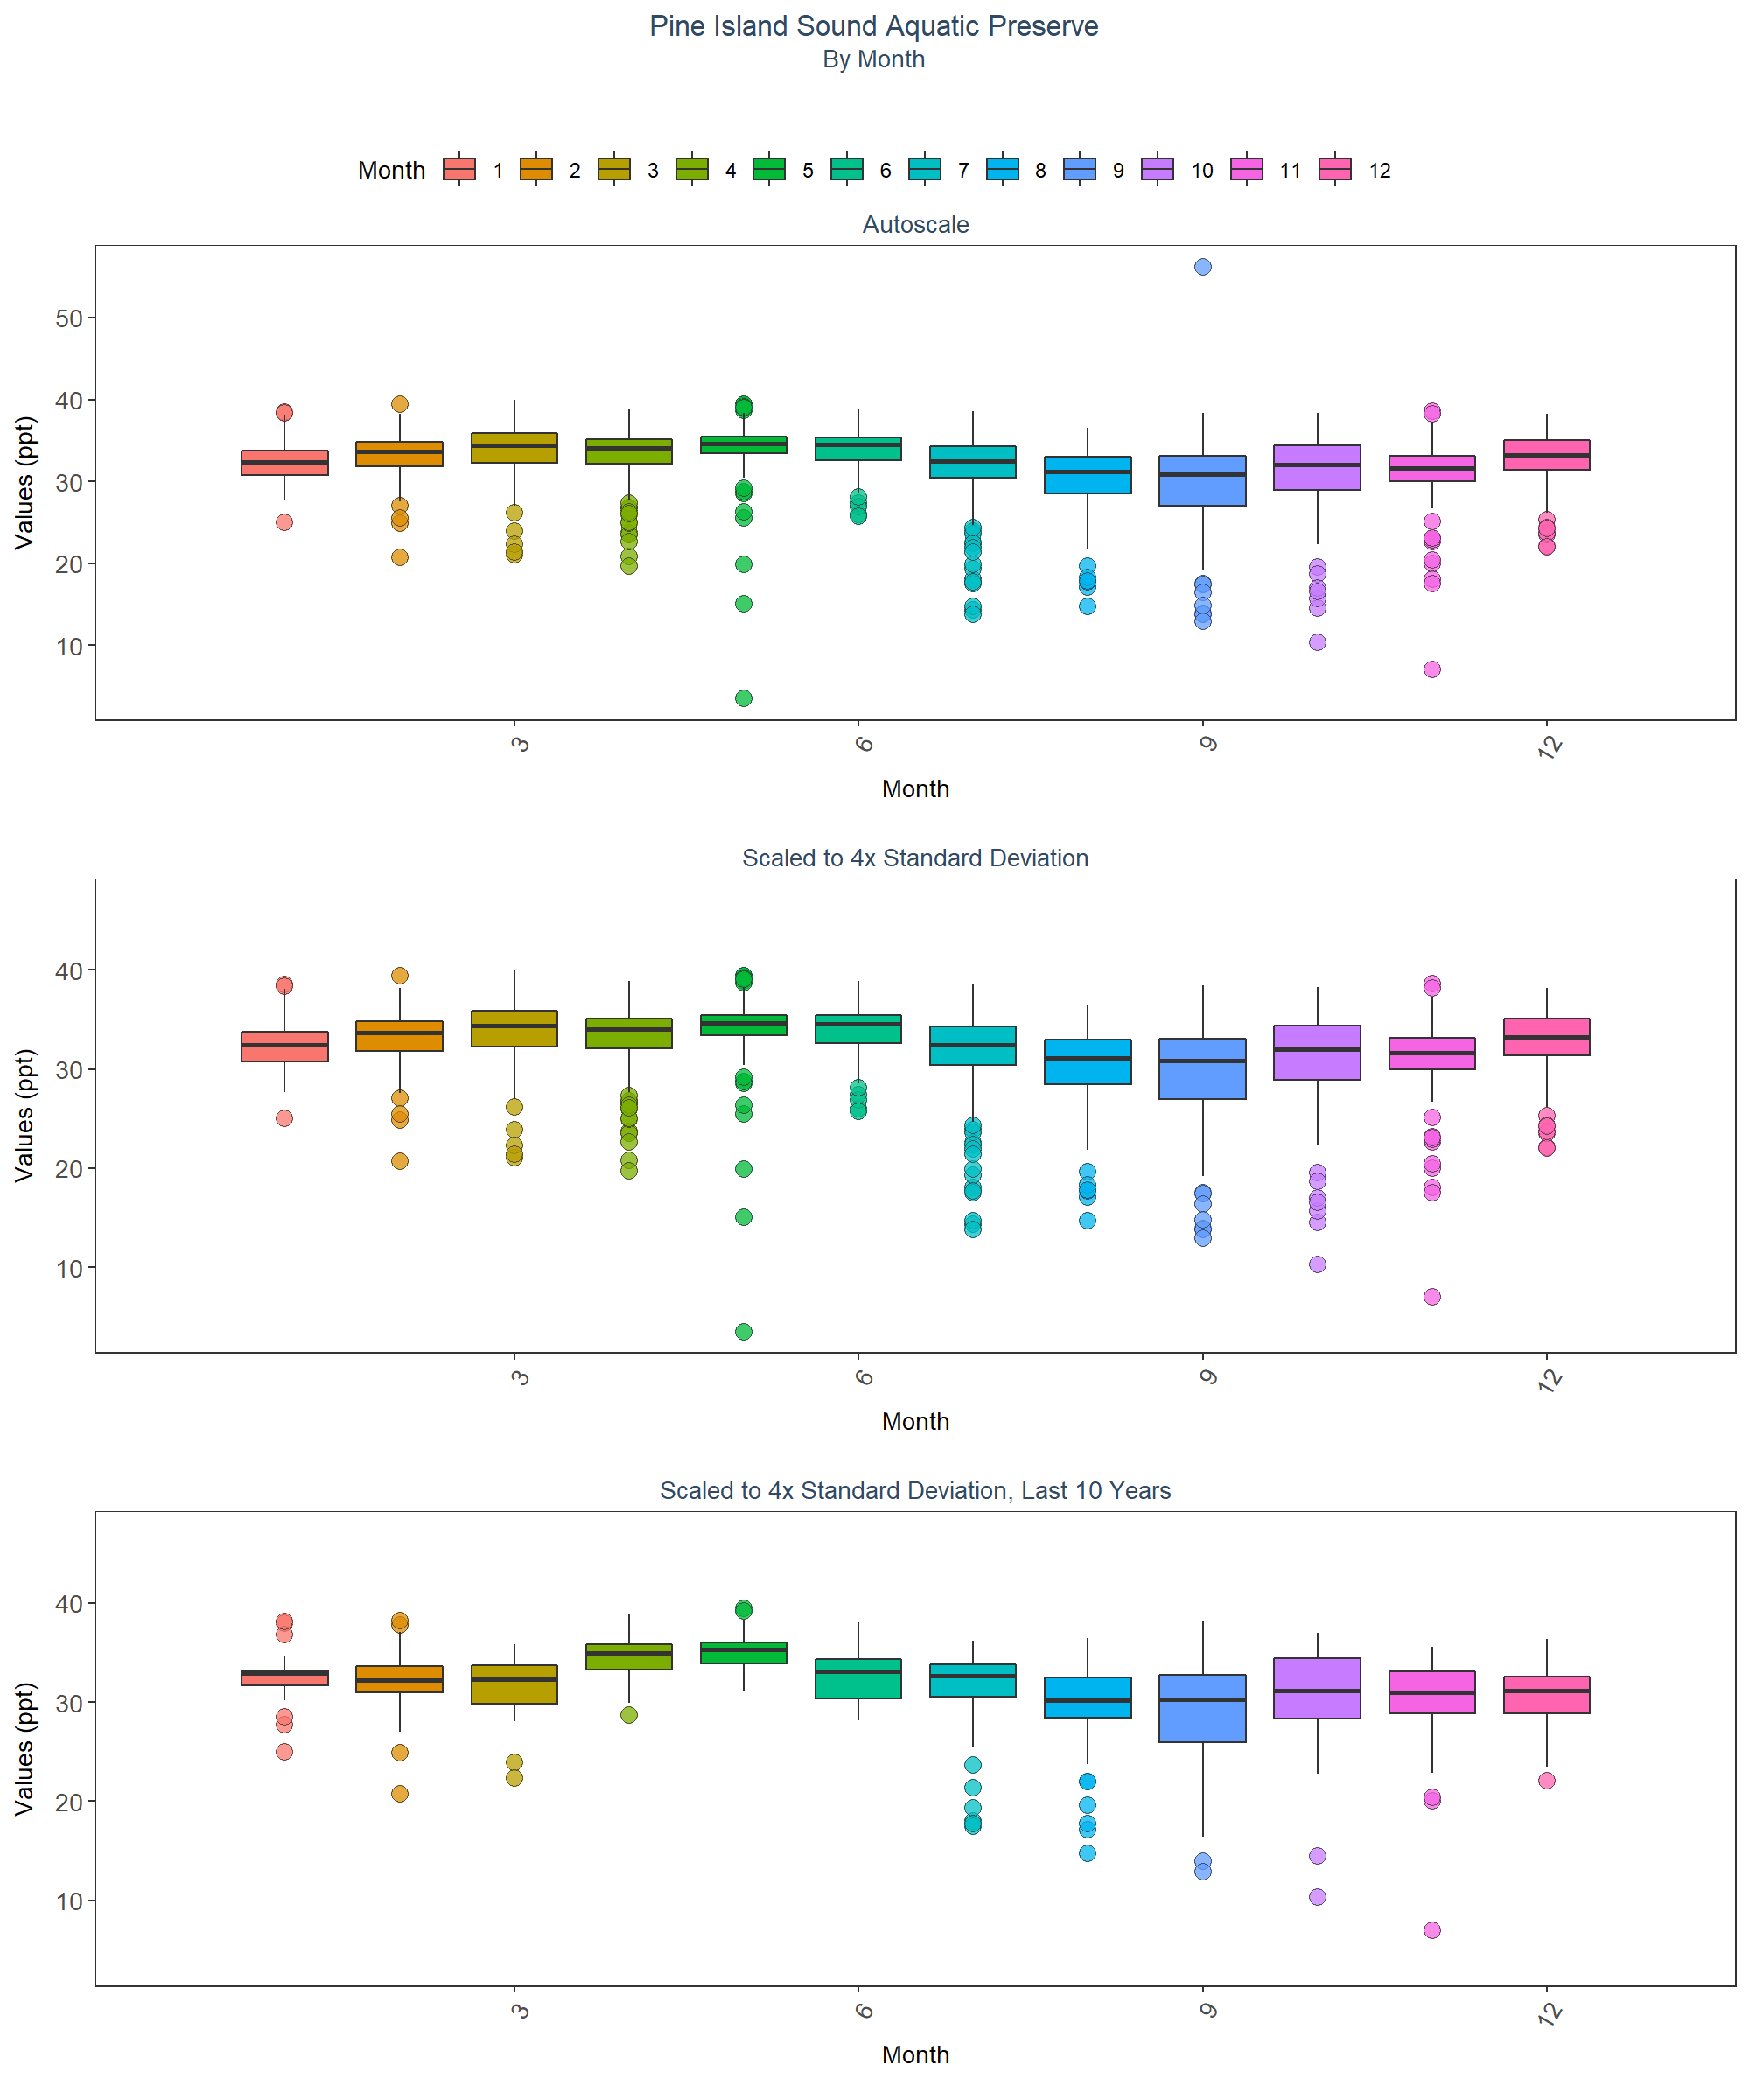 Pine Island Sound Aquatic Preserve
By Month
Month 1 2 3 4 5 6 7 8 9 10 11 12
Autoscale
Values (ppt)
50
40
30
20
10
3 6 9 12
Month
Scaled to 4x Standard Deviation
Values (ppt)
40
30
20
10
3 6 9 12
Month
Scaled to 4x Standard Deviation, Last 10 Years
Values (ppt)
40
30
20
10
3 6 9 12
Month